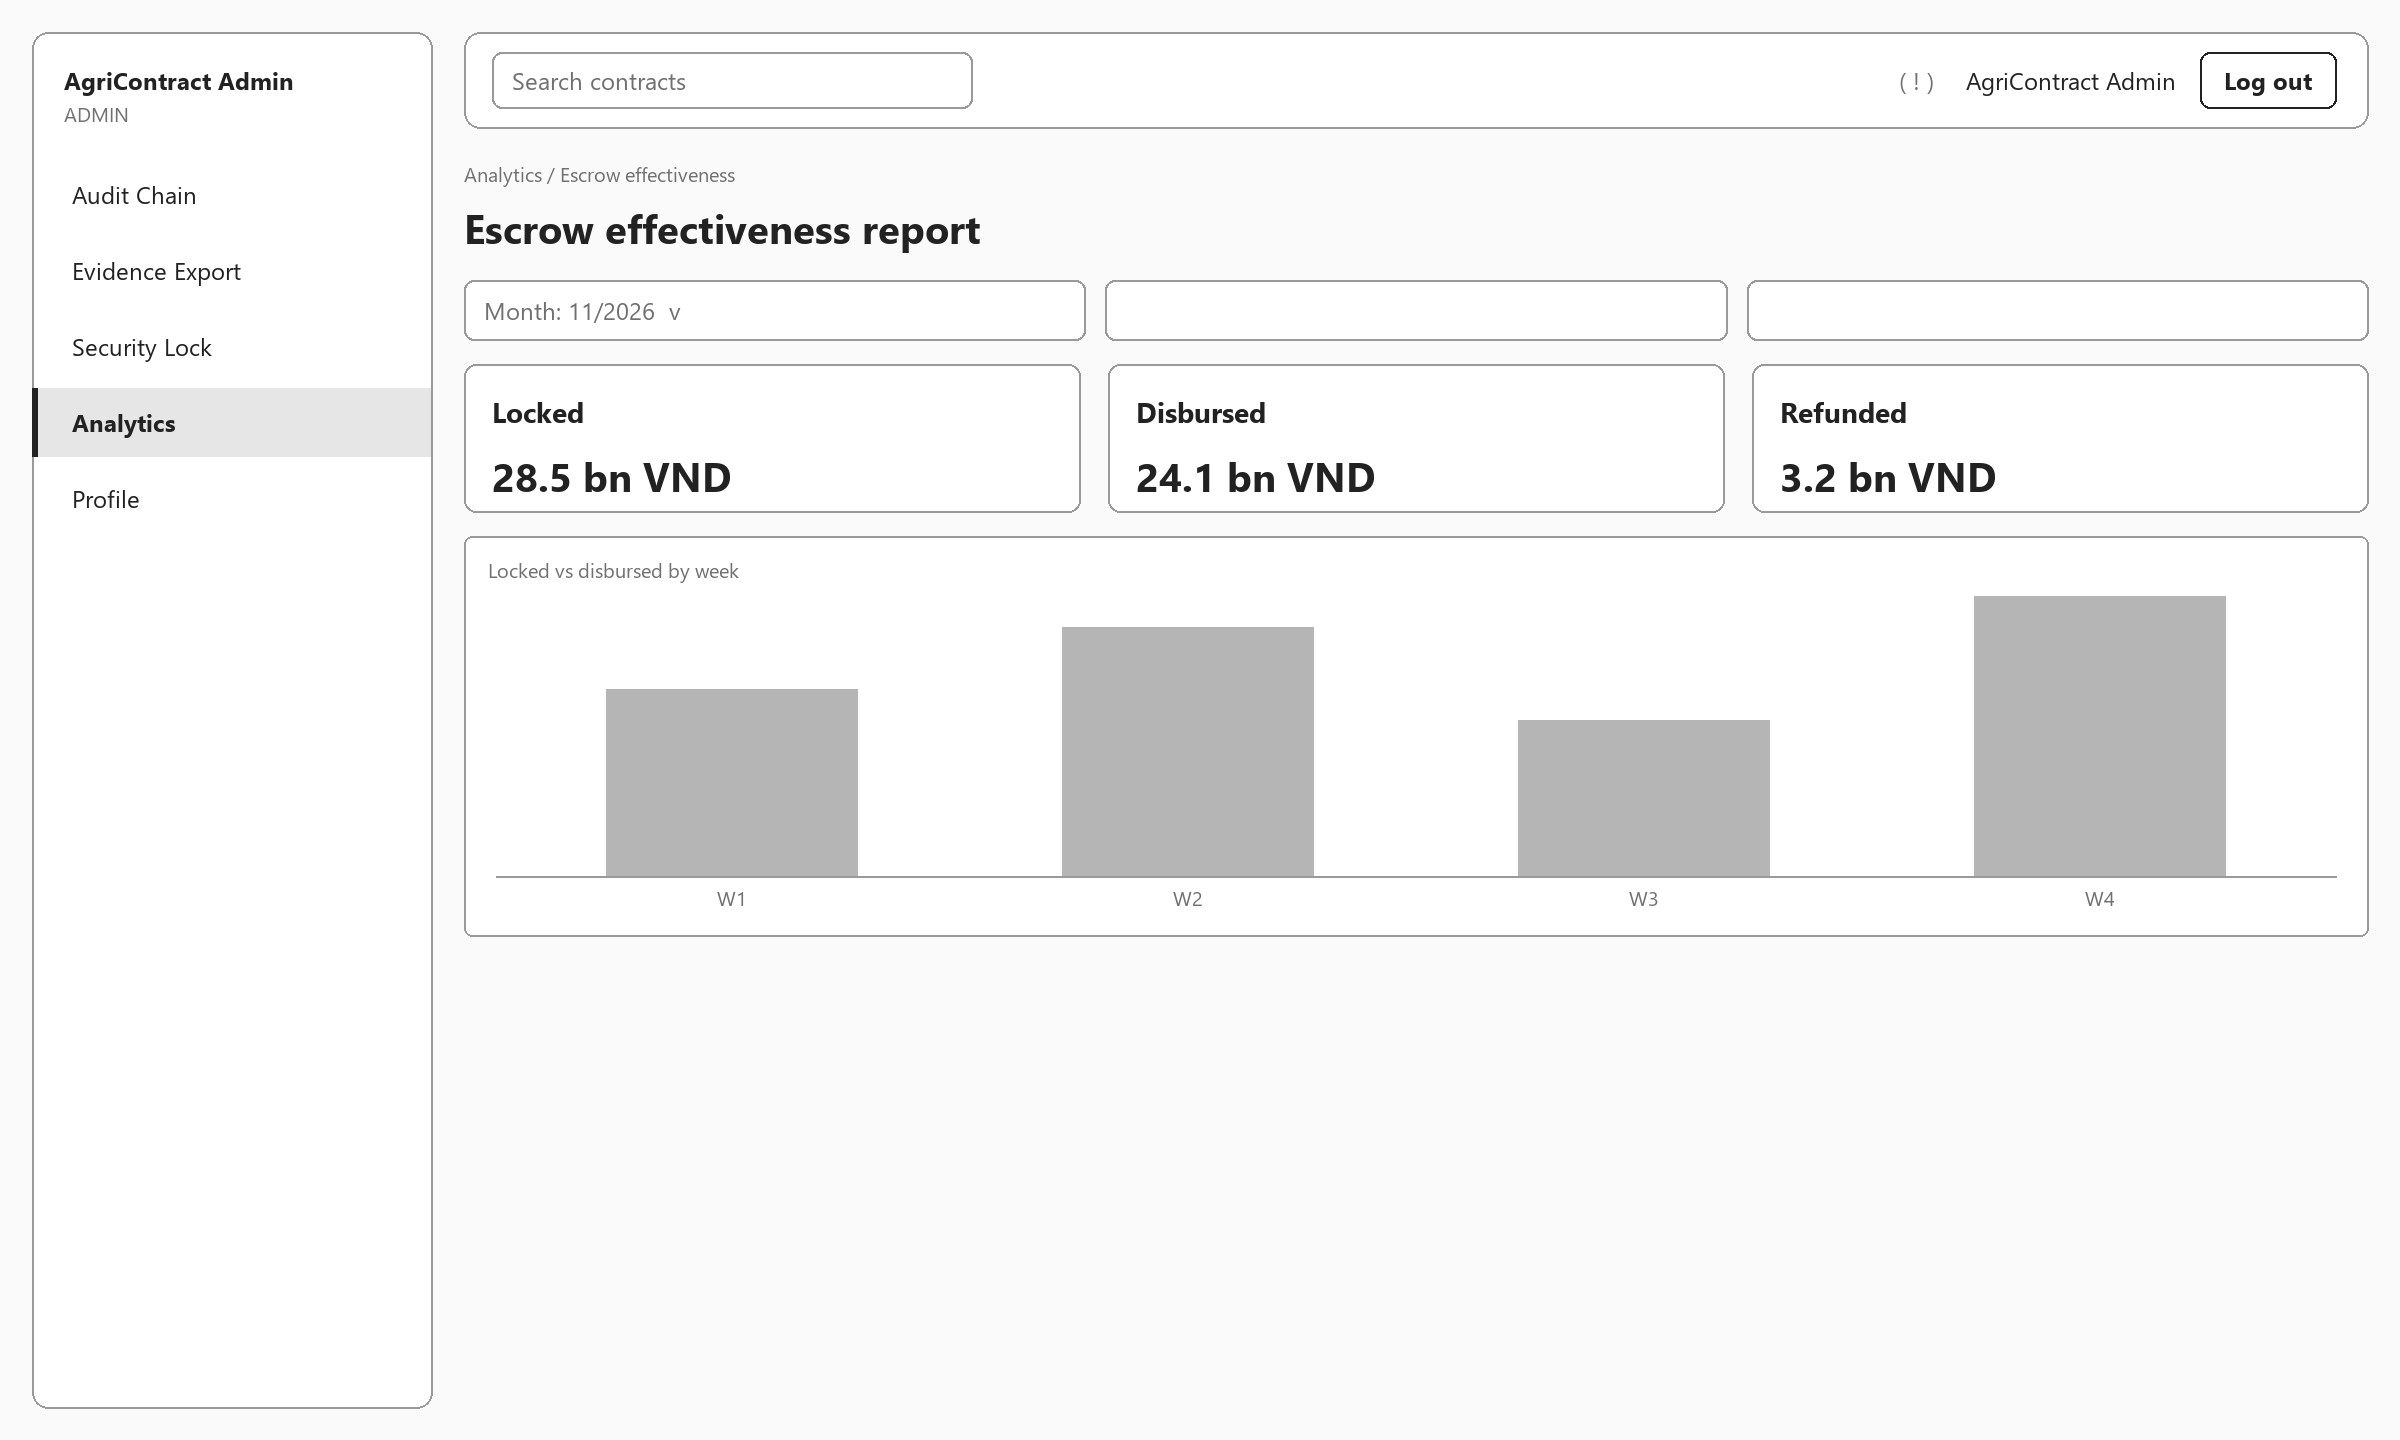 AgriContract Admin
ADMIN
Audit Chain
Evidence Export
Security Lock
Analytics
Profile
Search contracts
( ! ) AgriContract Admin Log out
Analytics / Escrow effectiveness
Escrow effectiveness report
Month: 11/2026 v
Locked
28.5 bn VND
Disbursed
24.1 bn VND
Refunded
3.2 bn VND
Locked vs disbursed by week
W1 W2 W3 W4